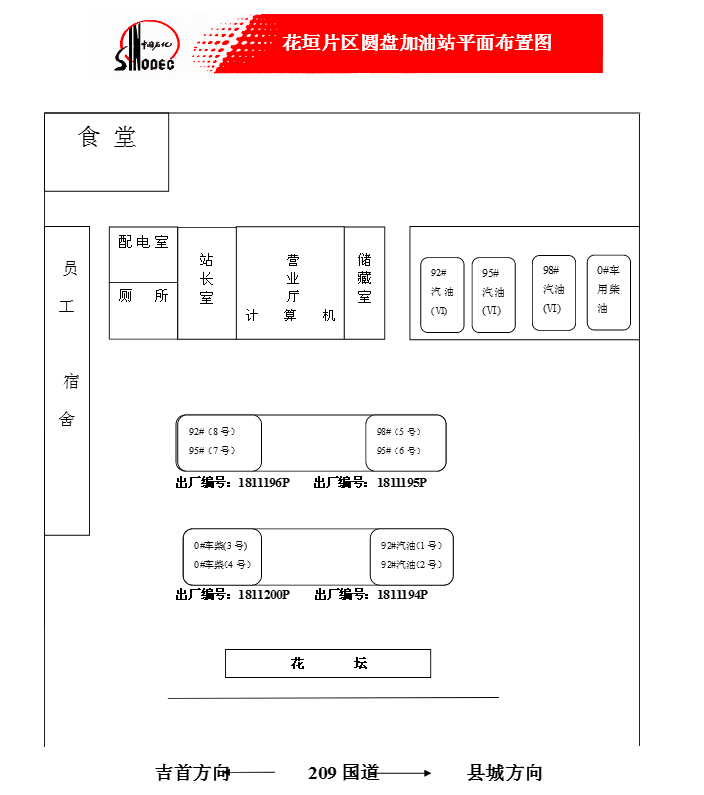 中国石化
SINOPEC
花垣片区圆盘加油站平面布置图
食 堂
员
工
宿
舍
配电室
厕 所
站
长
室
营
业
厅
计 算 机
储
藏
室
92#
汽油
(VI)
95#
汽油
(VI)
98#
汽油
(VI)
0#车
用柴
油
92#（8号）
95#（7号）
98#（5号）
95#（6号）
出厂编号：1811196P 出厂编号：1811195P
0#车柴(3号)
0#车柴(4号）
92#汽油(1号）
92#汽油(2号）
出厂编号：1811200P 出厂编号：1811194P
花 坛
吉首方向 209国道 县城方向